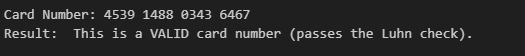 Card Number: 4539 1488 0343 6467
Result:  This is a VALID card number (passes the Luhn check).